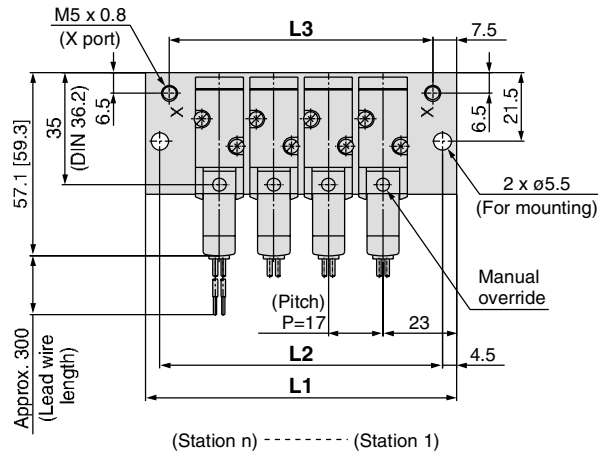 M5 x 0.8
(X port)
L3
7.5
6.5
35
(DIN 36.2)
57.1 [59.3]
X
X
6.5
21.5
2 x ø5.5
(For mounting)
Manual
override
(Pitch)
P=17
23
Approx. 300
(Lead wire
length)
L2
4.5
L1
(Station n) - - - - - - - - - (Station 1)